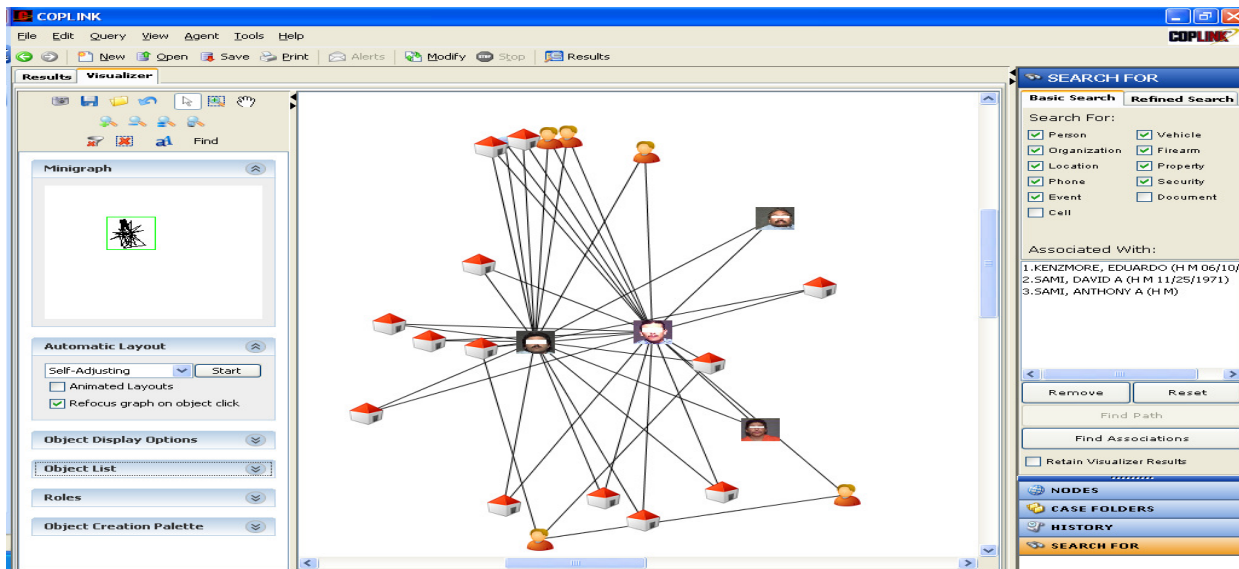 COPLINK
File Edit Query View Agent Tools Help
COPLINK
New Open Save Print Alerts Modify Stop Results
Results Visualizer
Find
Minigraph
Automatic Layout
Self-Adjusting Start
Animated Layouts
Refocus graph on object click
Object Display Options
Object List
Roles
Object Creation Palette
SEARCH FOR
Basic Search Refined Search
Search For:
Person Vehicle
Organization Firearm
Location Property
Phone Security
Event Document
Cell
Associated With:
1.KENZMORE, EDUARDO (H M 06/10/
2.SAMI, DAVID A (H M 11/25/1971)
3.SAMI, ANTHONY A (H M)
Remove Reset
Find Path
Find Associations
Retain Visualizer Results
NODES
CASE FOLDERS
HISTORY
SEARCH FOR